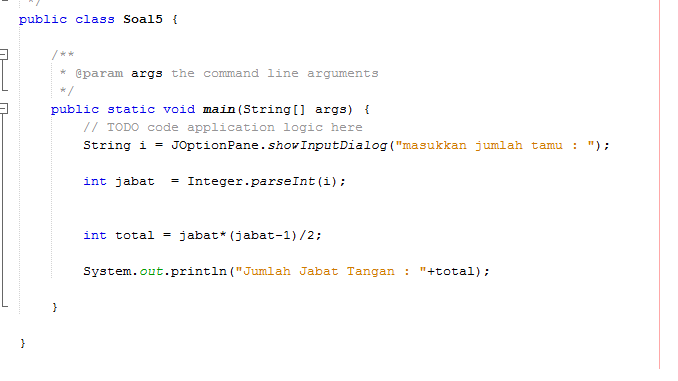 */
public class Soal5 {
/**
* @param args the command line arguments
*/
public static void main(String[] args) {
// TODO code application logic here
String i = JOptionPane.showInputDialog("masukkan jumlah tamu : ");
int jabat  = Integer.parseInt(i);
int total = jabat*(jabat-1)/2;
System.out.println("Jumlah Jabat Tangan : "+total);
}
}